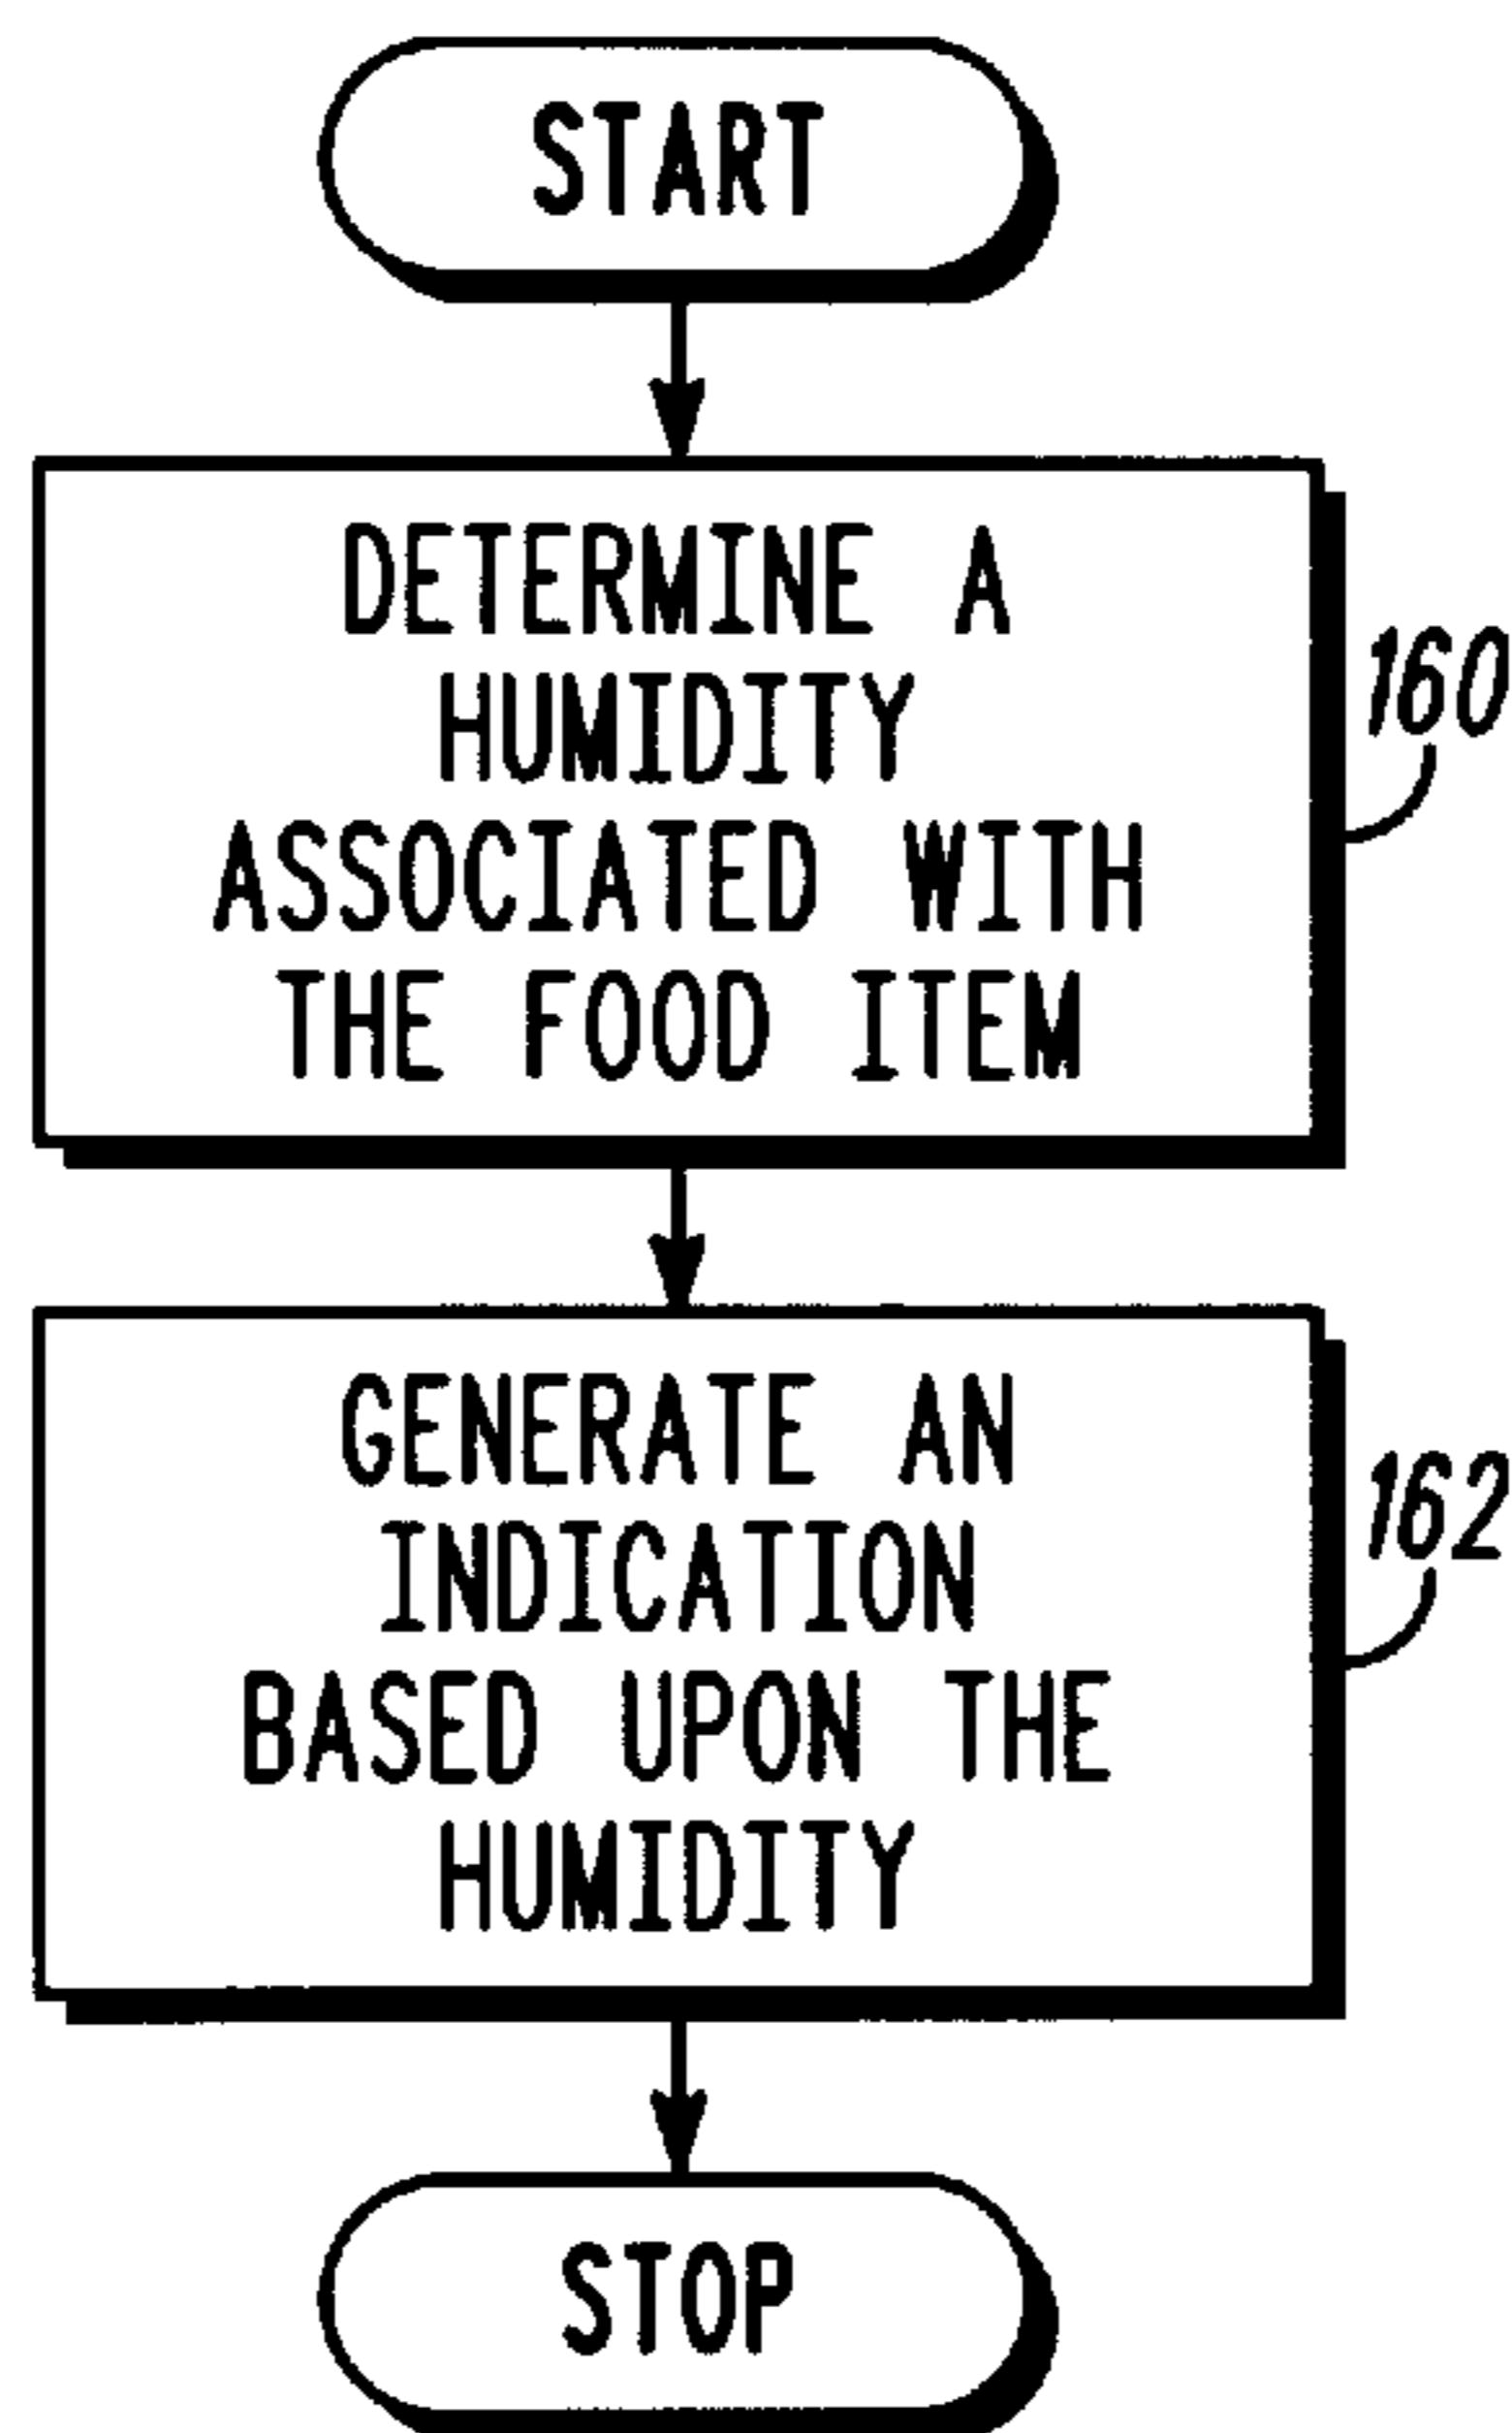 START
DETERMINE A
HUMIDITY
ASSOCIATED WITH
THE FOOD ITEM
160
GENERATE AN
INDICATION
BASED UPON THE
HUMIDITY
162
STOP